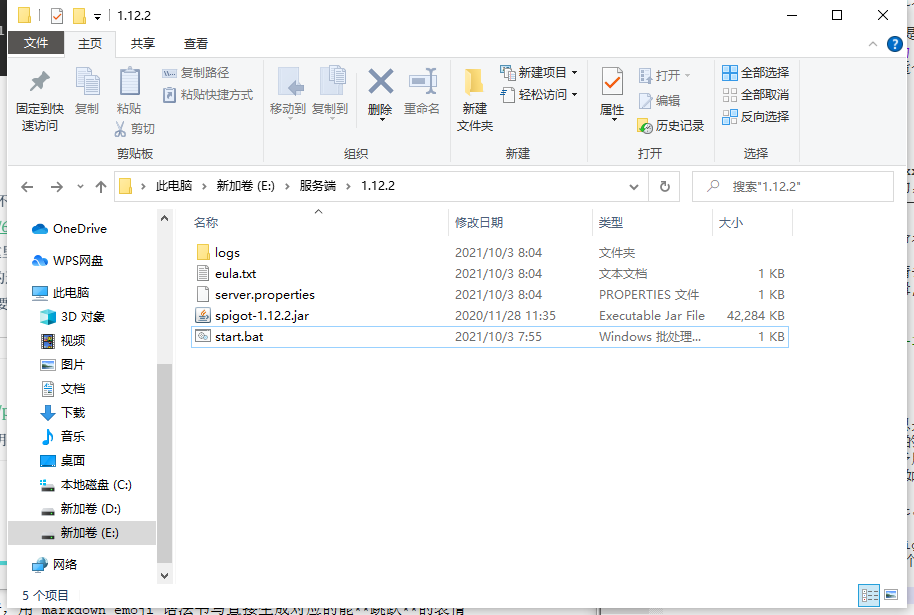 1.12.2
文件 主页 共享 查看
固定到快速访问
复制
粘贴
复制路径
粘贴快捷方式
剪切
剪贴板
移动到
复制到
删除
重命名
组织
新建
文件夹
新建项目
轻松访问
新建
属性
打开
编辑
历史记录
打开
全部选择
全部取消
反向选择
选择
此电脑 新加卷 (E:) 服务端 1.12.2
搜索"1.12.2"
OneDrive
WPS网盘
此电脑
3D 对象
视频
图片
文档
下载
音乐
桌面
本地磁盘 (C:)
新加卷 (D:)
新加卷 (E:)
网络
名称 修改日期 类型 大小
logs 2021/10/3 8:04 文件夹
eula.txt 2021/10/3 8:04 文本文档 1 KB
server.properties 2021/10/3 8:04 PROPERTIES 文件 1 KB
spigot-1.12.2.jar 2020/11/28 11:35 Executable Jar File 42,284 KB
start.bat 2021/10/3 7:55 Windows 批处理... 1 KB
5 个项目